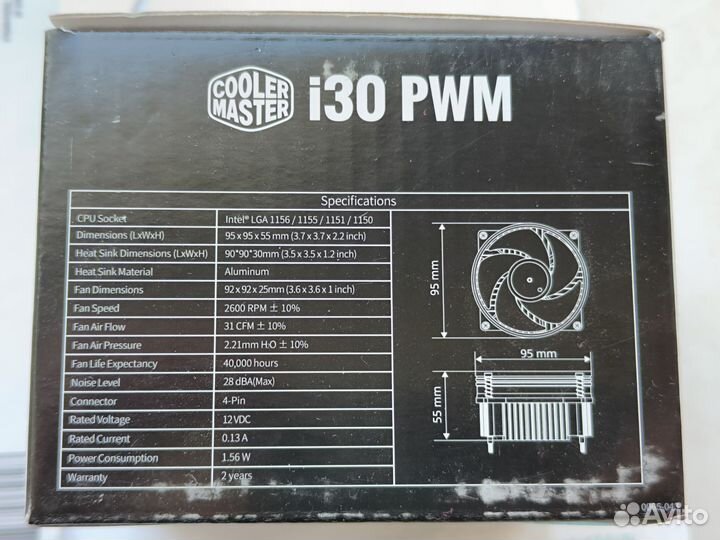 COOLER MASTER i30 PWM
Specifications
CPU Socket Intel® LGA 1156 / 1155 / 1151 / 1150
Dimensions (LxWxH) 95 x 95 x 55 mm (3.7 x 3.7 x 2.2 inch)
Heat Sink Dimensions (LxWxH) 90*90*30mm (3.5 x 3.5 x 1.2 inch)
Heat Sink Material Aluminum
Fan Dimensions 92 x 92 x 25mm (3.6 x 3.6 x 1 inch)
Fan Speed 2600 RPM ± 10%
Fan Air Flow 31 CFM ± 10%
Fan Air Pressure 2.21mm H2O ± 10%
Fan Life Expectancy 40,000 hours
Noise Level 28 dBA(Max)
Connector 4-Pin
Rated Voltage 12VDC
Rated Current 0.13 A
Power Consumption 1.56 W
Warranty 2 years
95 mm
95 mm
55 mm
Avito